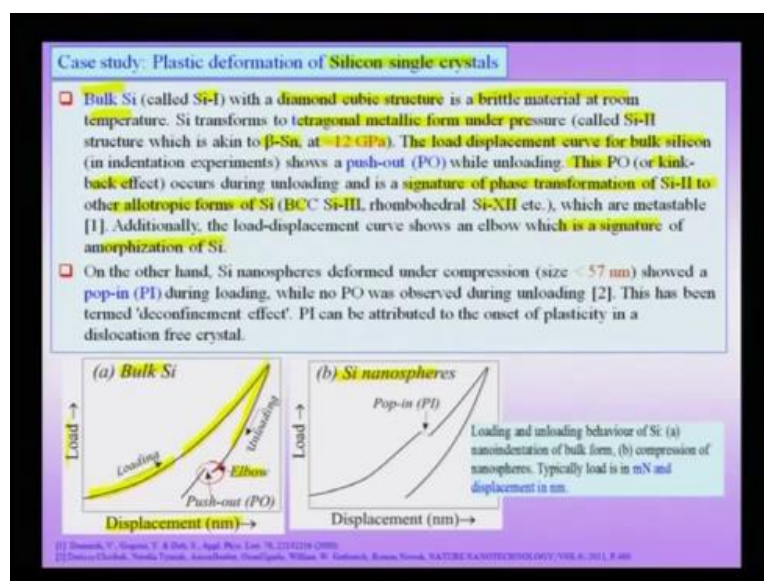 Case study: Plastic deformation of Silicon single crystals
Bulk Si (called Si-I) with a diamond cubic structure is a brittle material at room
temperature. Si transforms to tetragonal metallic form under pressure (called Si-II
structure which is akin to β-Sn, at ~12 GPa). The load displacement curve for bulk silicon
(in indentation experiments) shows a push-out (PO) while unloading. This PO (or kink-
back effect) occurs during unloading and is a signature of phase transformation of Si-II to
other allotropic forms of Si (BCC Si-III, rhombohedral Si-XII etc.), which are metastable
[1]. Additionally, the load-displacement curve shows an elbow which is a signature of
amorphization of Si.
On the other hand, Si nanospheres deformed under compression (size < 57 nm) showed a
pop-in (PI) during loading, while no PO was observed during unloading [2]. This has been
termed 'deconfinement effect'. PI can be attributed to the onset of plasticity in a
dislocation free crystal.
(a) Bulk Si
Load →
Loading
Unloading
Elbow
Push-out (PO)
Displacement (nm)→
(b) Si nanospheres
Load →
Pop-in (PI)
Displacement (nm)→
Loading and unloading behaviour of Si: (a)
nanoindentation of bulk form, (b) compression of
nanospheres. Typically load is in mN and
displacement in nm.